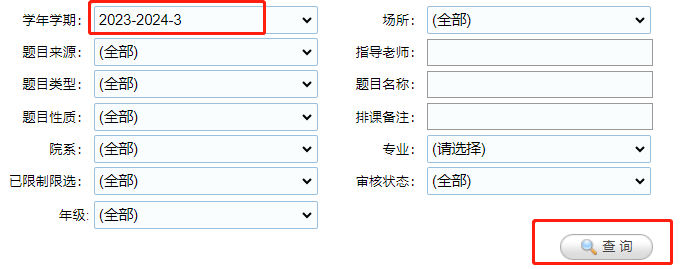 学年学期： 2023-2024-3 场所： (全部)
题目来源： (全部) 指导老师：
题目类型： (全部) 题目名称：
题目性质： (全部) 排课备注：
院系： (全部) 专业： (请选择)
已限制限选： (全部) 审核状态： (全部)
年级: (全部)
查 询